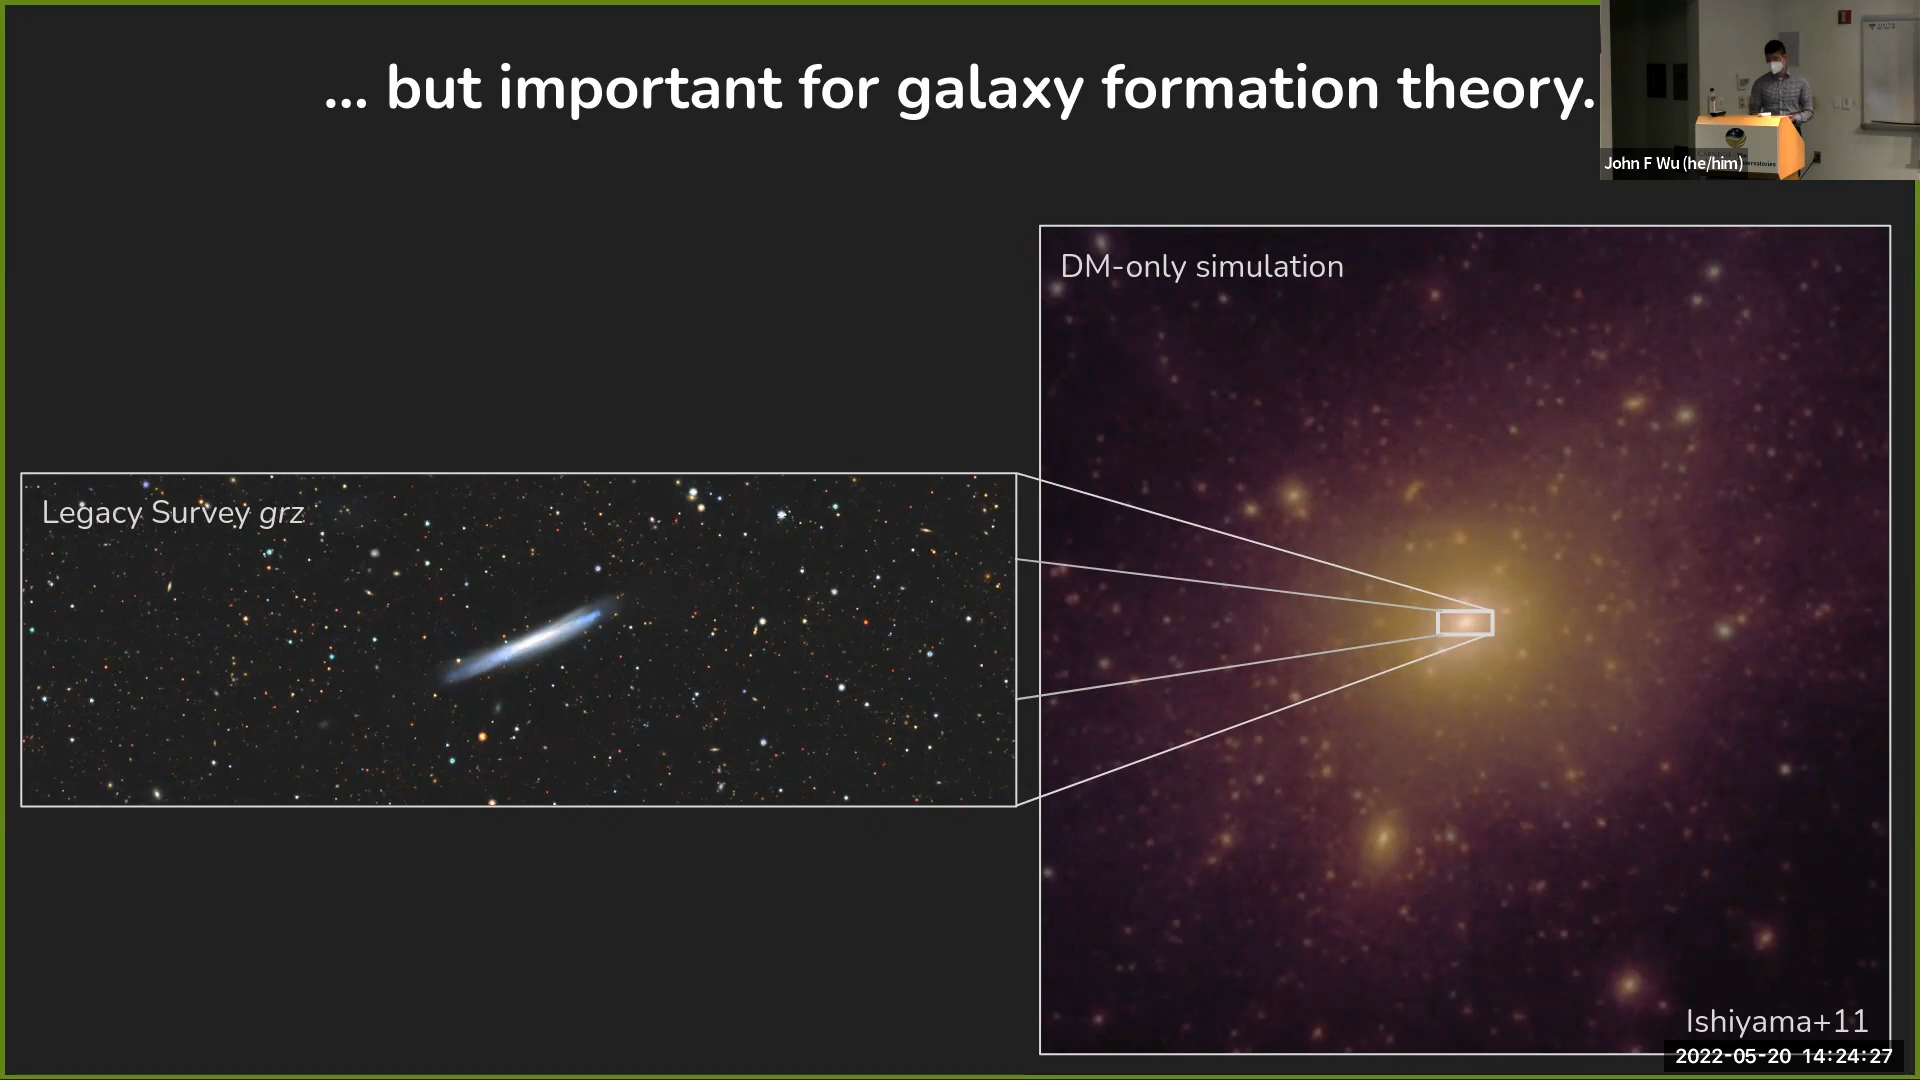 ... but important for galaxy formation theory.
John F Wu (he/him)
DM-only simulation
Legacy Survey grz
Ishiyama+11
2022-05-20 14:24:27